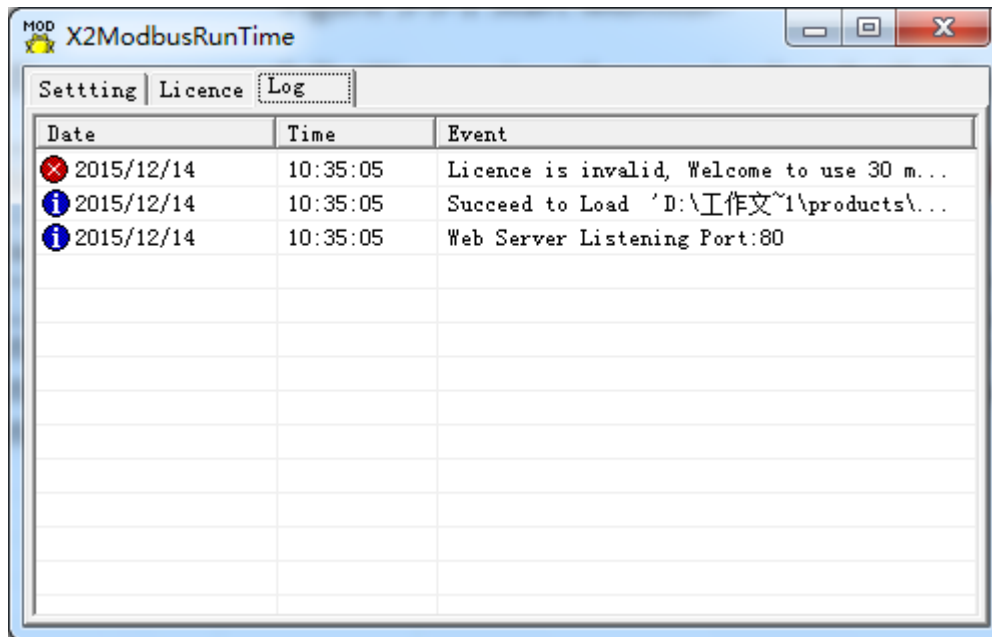 MOD
X2ModbusRunTime
Settting Licence Log
Date Time Event
2015/12/14 10:35:05 Licence is invalid, Welcome to use 30 m...
2015/12/14 10:35:05 Succeed to Load 'D:\工作文~1\products\...
2015/12/14 10:35:05 Web Server Listening Port:80